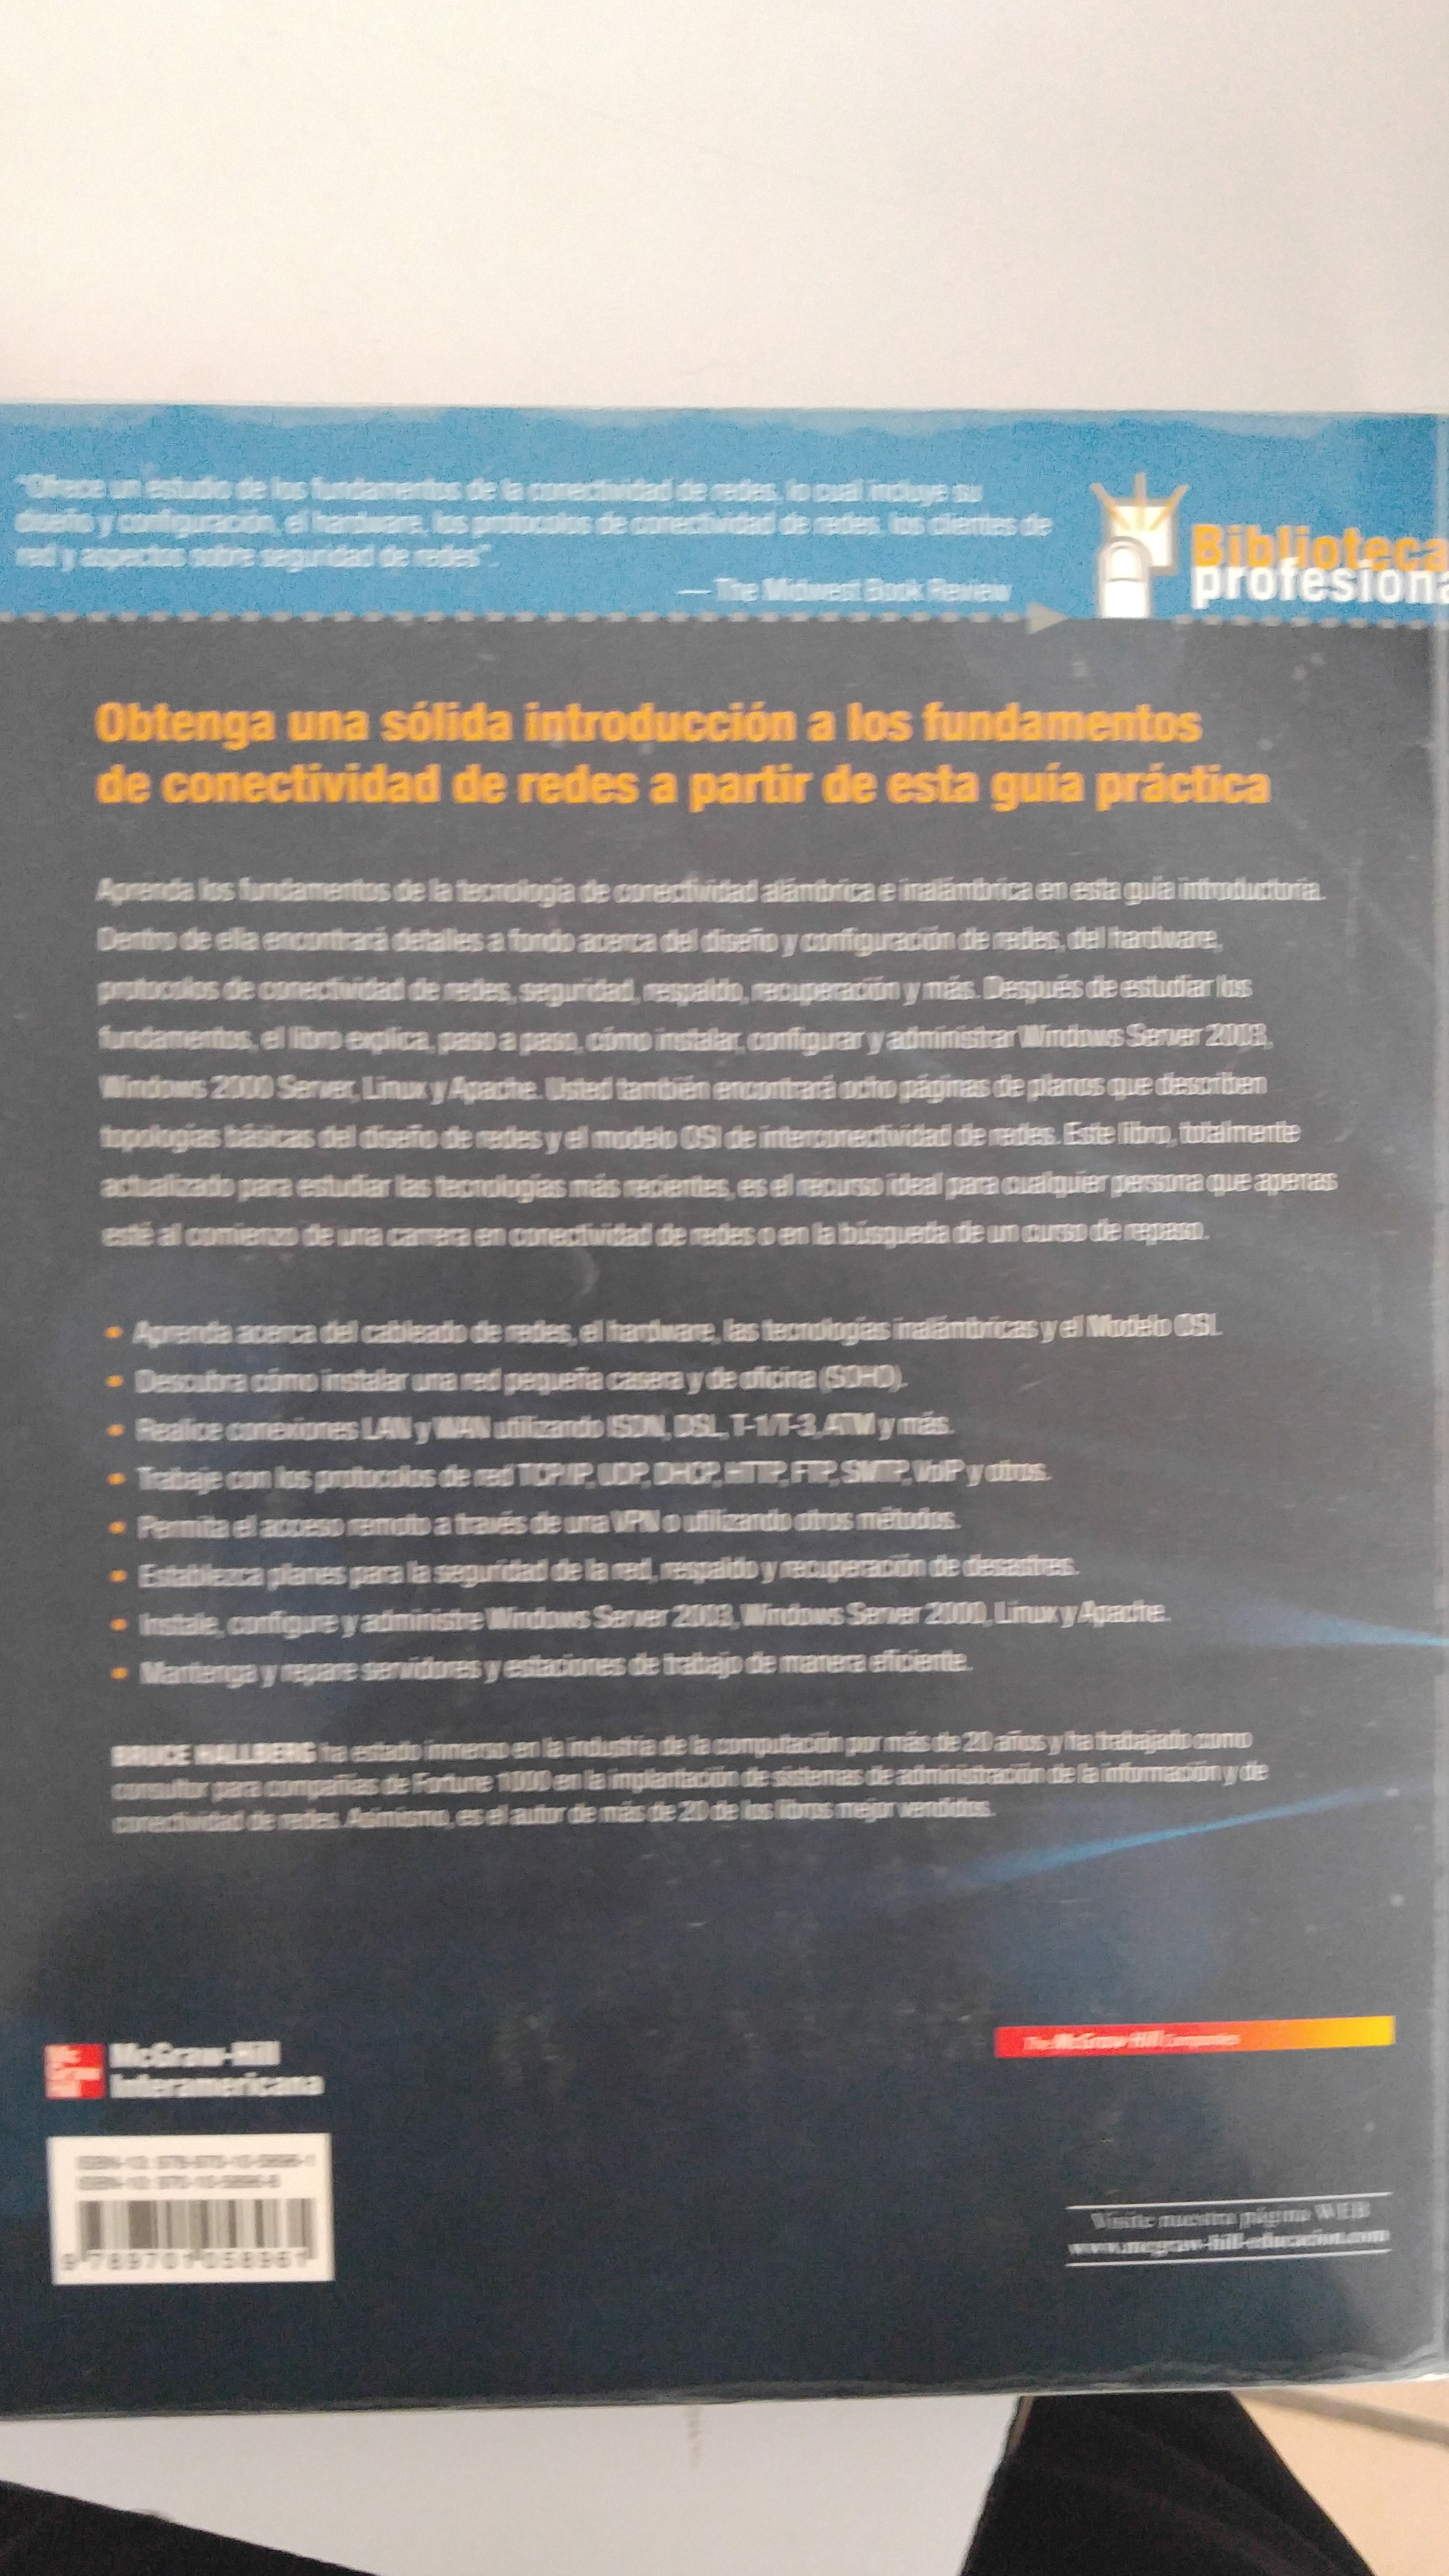 "Ofrece un estudio de los fundamentos de la conectividad de redes, lo cual incluye su
diseño y configuración, el hardware, los protocolos de conectividad de redes, los clientes de
red y aspectos sobre seguridad de redes".
— The Midwest Book Review
Biblioteca
profesiona
Obtenga una sólida introducción a los fundamentos
de conectividad de redes a partir de esta guía práctica
Aprenda los fundamentos de la tecnología de conectividad alámbrica e inalámbrica en esta guía introductoria.
Dentro de ella encontrará detalles a fondo acerca del diseño y configuración de redes, del hardware,
protocolos de conectividad de redes, seguridad, respaldo, recuperación y más. Después de estudiar los
fundamentos, el libro explica, paso a paso, cómo instalar, configurar y administrar Windows Server 2003,
Windows 2000 Server, Linux y Apache. Usted también encontrará ocho páginas de planos que describen
topologías básicas del diseño de redes y el modelo OSI de interconectividad de redes. Este libro, totalmente
actualizado para estudiar las tecnologías más recientes, es el recurso ideal para cualquier persona que apenas
esté al comienzo de una carrera en conectividad de redes o en la búsqueda de un curso de repaso.
• Aprenda acerca del cableado de redes, el hardware, las tecnologías inalámbricas y el Modelo OSI.
• Descubra cómo instalar una red pequeña casera y de oficina (SOHO).
• Realice conexiones LAN y WAN utilizando ISDN, DSL, T-1/T-3, ATM y más.
• Trabaje con los protocolos de red TCP/IP, UDP, DHCP, HTTP, FTP, SMTP, VoIP y otros.
• Permita el acceso remoto a través de una VPN o utilizando otros métodos.
• Establezca planes para la seguridad de la red, respaldo y recuperación de desastres.
• Instale, configure y administre Windows Server 2003, Windows Server 2000, Linux y Apache.
• Mantenga y repare servidores y estaciones de trabajo de manera eficiente.
BRUCE HALLBERG ha estado inmerso en la industria de la computación por más de 20 años y ha trabajado como
consultor para compañías de Fortune 1000 en la implantación de sistemas de administración de la información y de
conectividad de redes. Asimismo, es el autor de más de 20 de los libros mejor vendidos.
Mc
Graw
Hill
McGraw-Hill
Interamericana
The McGraw-Hill Companies
9 789701 058961
Visite nuestra página WEB
www.mcgraw-hill-educacion.com